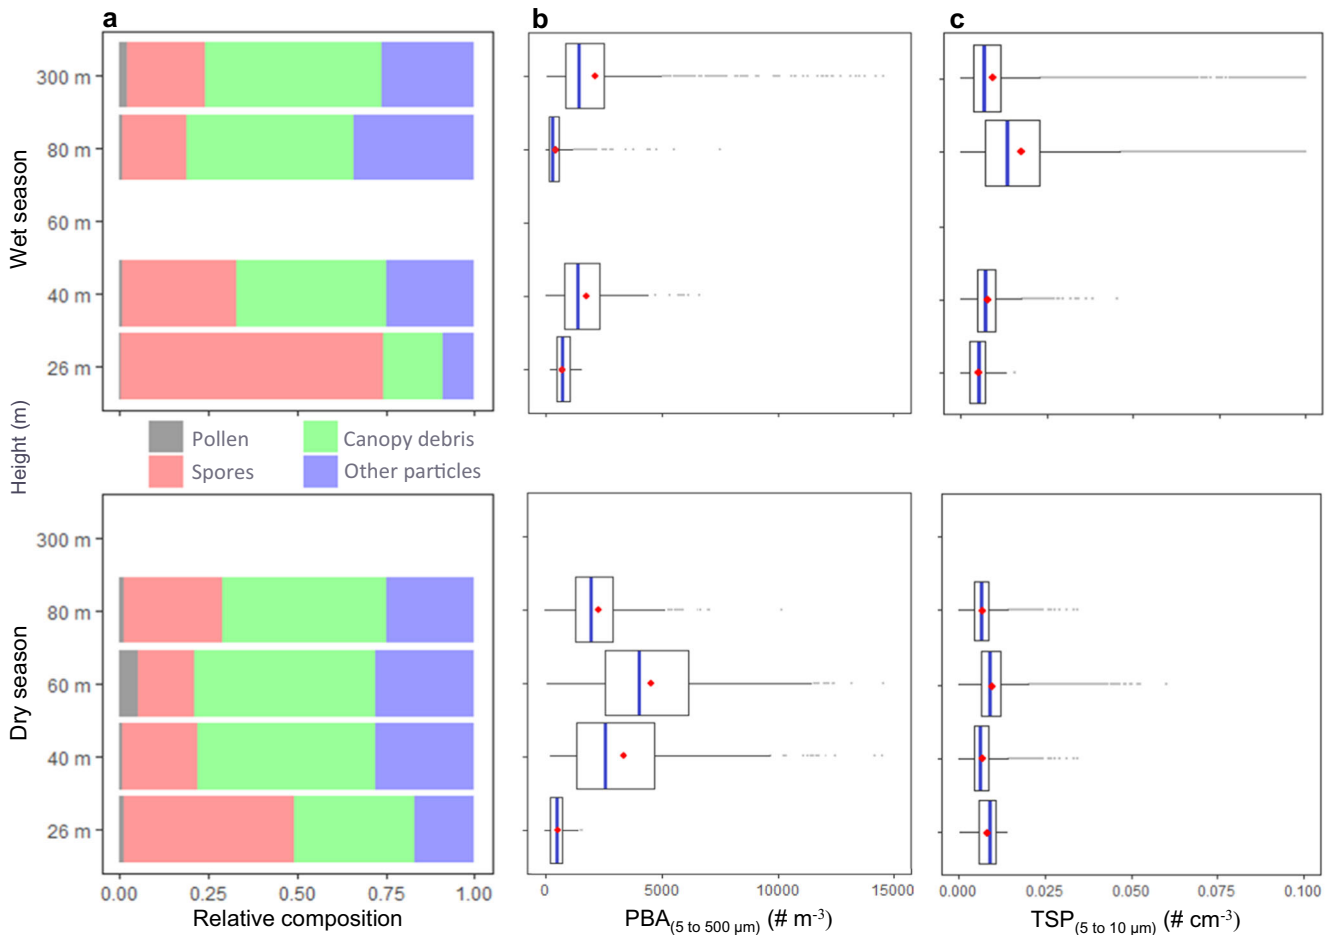 a
b
c
Wet season
300 m
80 m
60 m
40 m
26 m
Height (m)
Pollen
Canopy debris
Spores
Other particles
Dry season
300 m
80 m
60 m
40 m
26 m
0.00 0.25 0.50 0.75 1.00
Relative composition
0 5000 10000 15000
PBA(5 to 500 µm) (# m-3)
0.000 0.025 0.050 0.075 0.100
TSP(5 to 10 µm) (# cm-3)